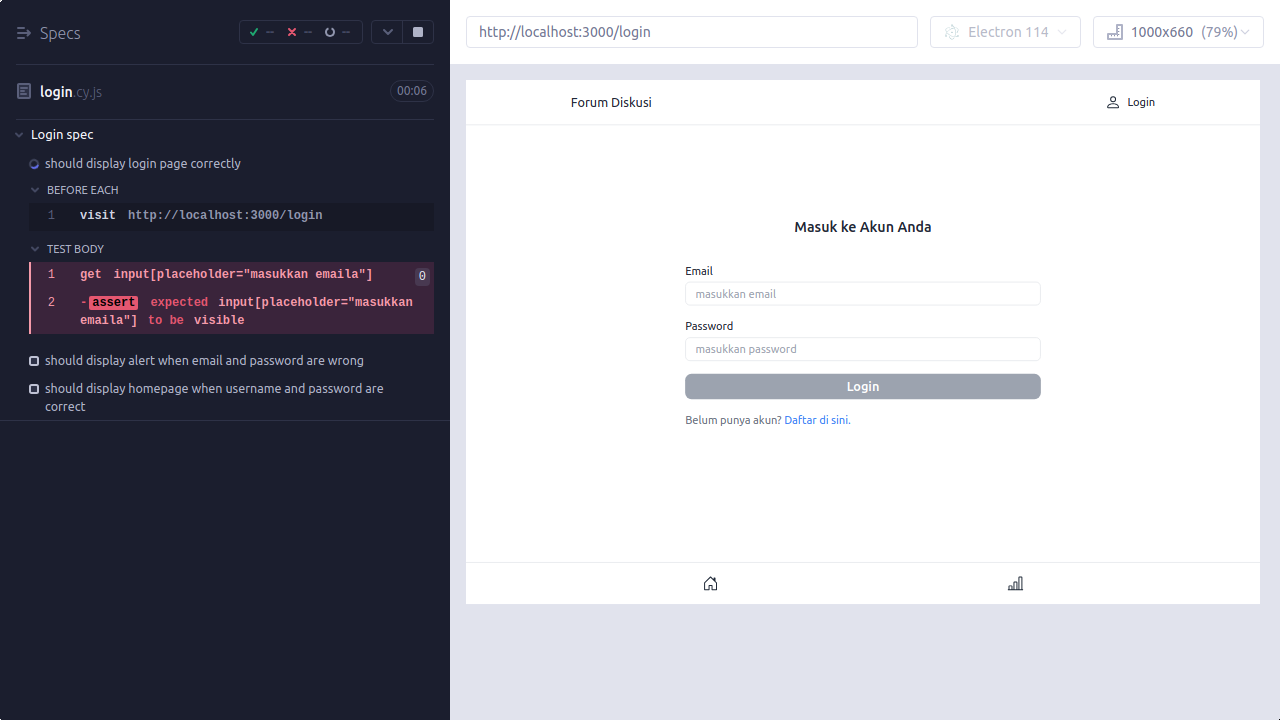 Specs
--
--
--
login.cy.js
00:06
Login spec
should display login page correctly
BEFORE EACH
1 visit http://localhost:3000/login
TEST BODY
1 get input[placeholder="masukkan emaila"] 0
2 -assert expected input[placeholder="masukkan
emaila"] to be visible
should display alert when email and password are wrong
should display homepage when username and password are
correct
http://localhost:3000/login
Electron 114
1000x660 (79%)
Forum Diskusi
Login
Masuk ke Akun Anda
Email
masukkan email
Password
masukkan password
Login
Belum punya akun? Daftar di sini.